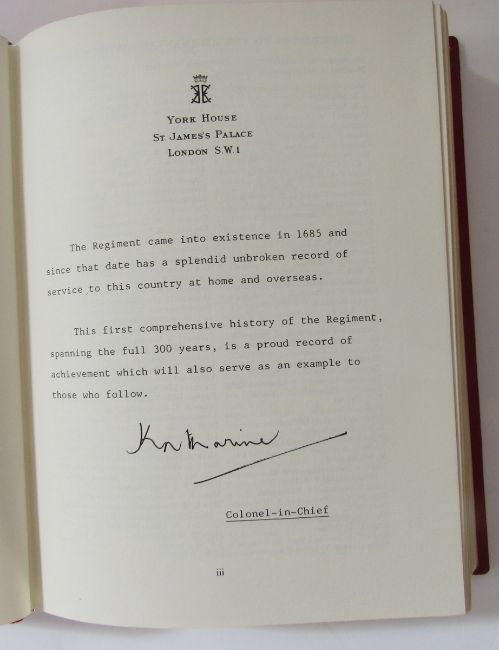 YORK HOUSE
ST JAMES'S PALACE
LONDON S.W.1
The Regiment came into existence in 1685 and
since that date has a splendid unbroken record of
service to this country at home and overseas.
This first comprehensive history of the Regiment,
spanning the full 300 years, is a proud record of
achievement which will also serve as an example to
those who follow.
Katharine
Colonel-in-Chief
iii